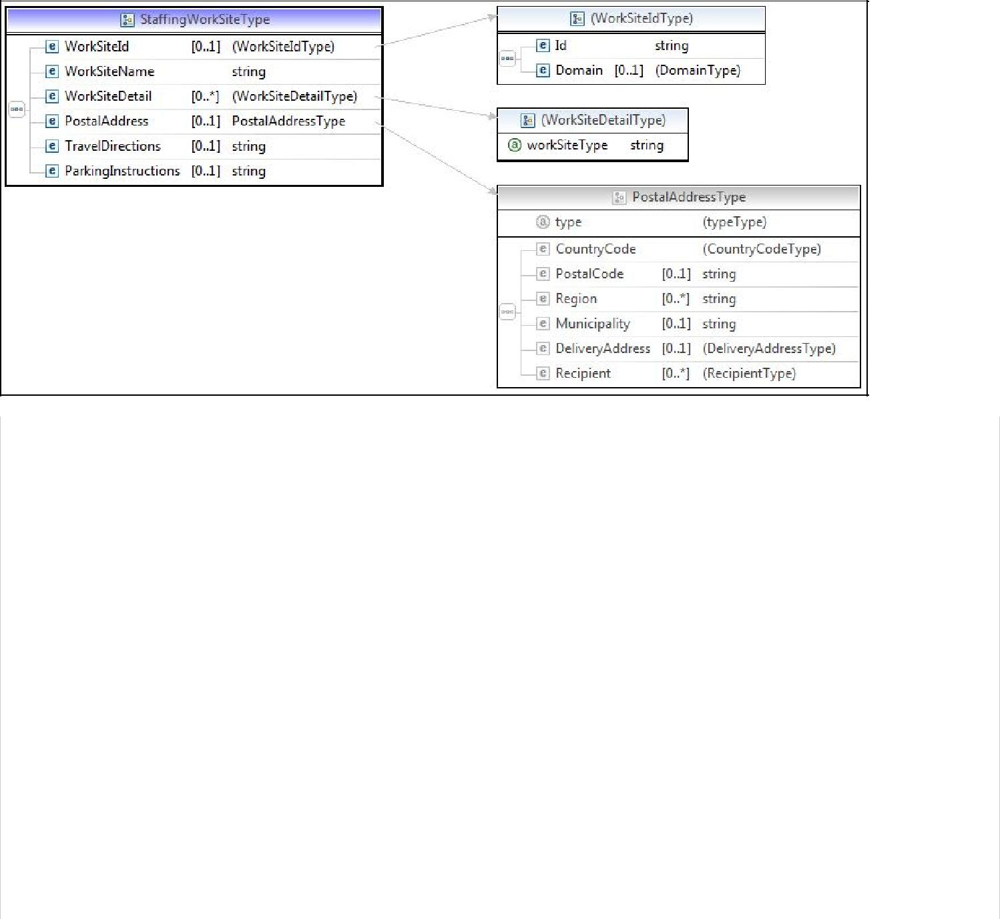 StaffingWorkSiteType
WorkSiteId [0..1] (WorkSiteIdType)
WorkSiteName string
WorkSiteDetail [0..*] (WorkSiteDetailType)
PostalAddress [0..1] PostalAddressType
TravelDirections [0..1] string
ParkingInstructions [0..1] string
(WorkSiteIdType)
Id string
Domain [0..1] (DomainType)
(WorkSiteDetailType)
workSiteType string
PostalAddressType
type (typeType)
CountryCode (CountryCodeType)
PostalCode [0..1] string
Region [0..*] string
Municipality [0..1] string
DeliveryAddress [0..1] (DeliveryAddressType)
Recipient [0..*] (RecipientType)